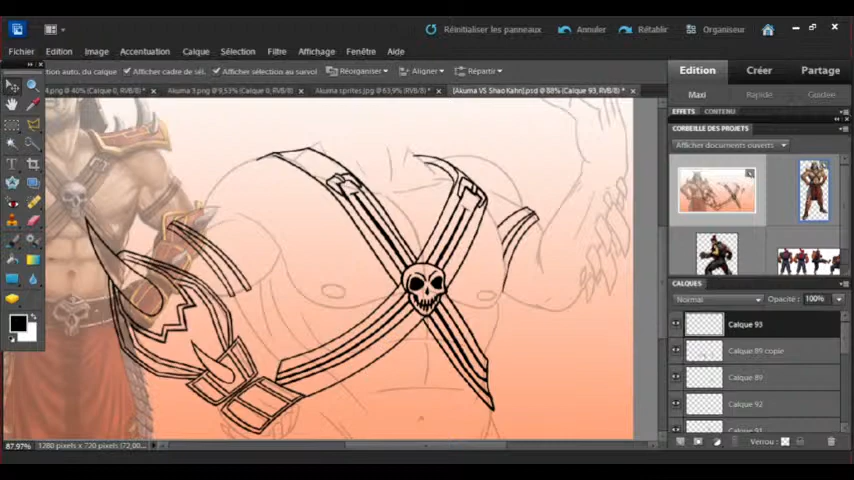 Réinitialiser les panneaux Annuler Rétablir Organiseur
Fichier Edition Image Accentuation Calque Sélection Filtre Affichage Fenêtre Aide
Edition Créer Partage
ction auto. du calque Afficher cadre de sél. Afficher sélection au survol Réorganiser Aligner Répartir
4.png @ 40% (Calque 0, RVB/8) * Akuma 3.png @ 9,53% (Calque 0, RVB/8) Akuma sprites.jpg @ 63,9% (RVB/8) * (Akuma VS Shao Kahn).psd @ 88% (Calque 93, RVB/8) *
Maxi Rapide Guidée
EFFETS CONTENU
CORBEILLE DES PROJETS
Afficher documents ouverts
CALQUES
Normal Opacité : 100%
Calque 93
Calque 89 copie
Calque 89
Calque 92
Calque 91
87,97% 1280 pixels x 720 pixels (72,00...
Verrou :